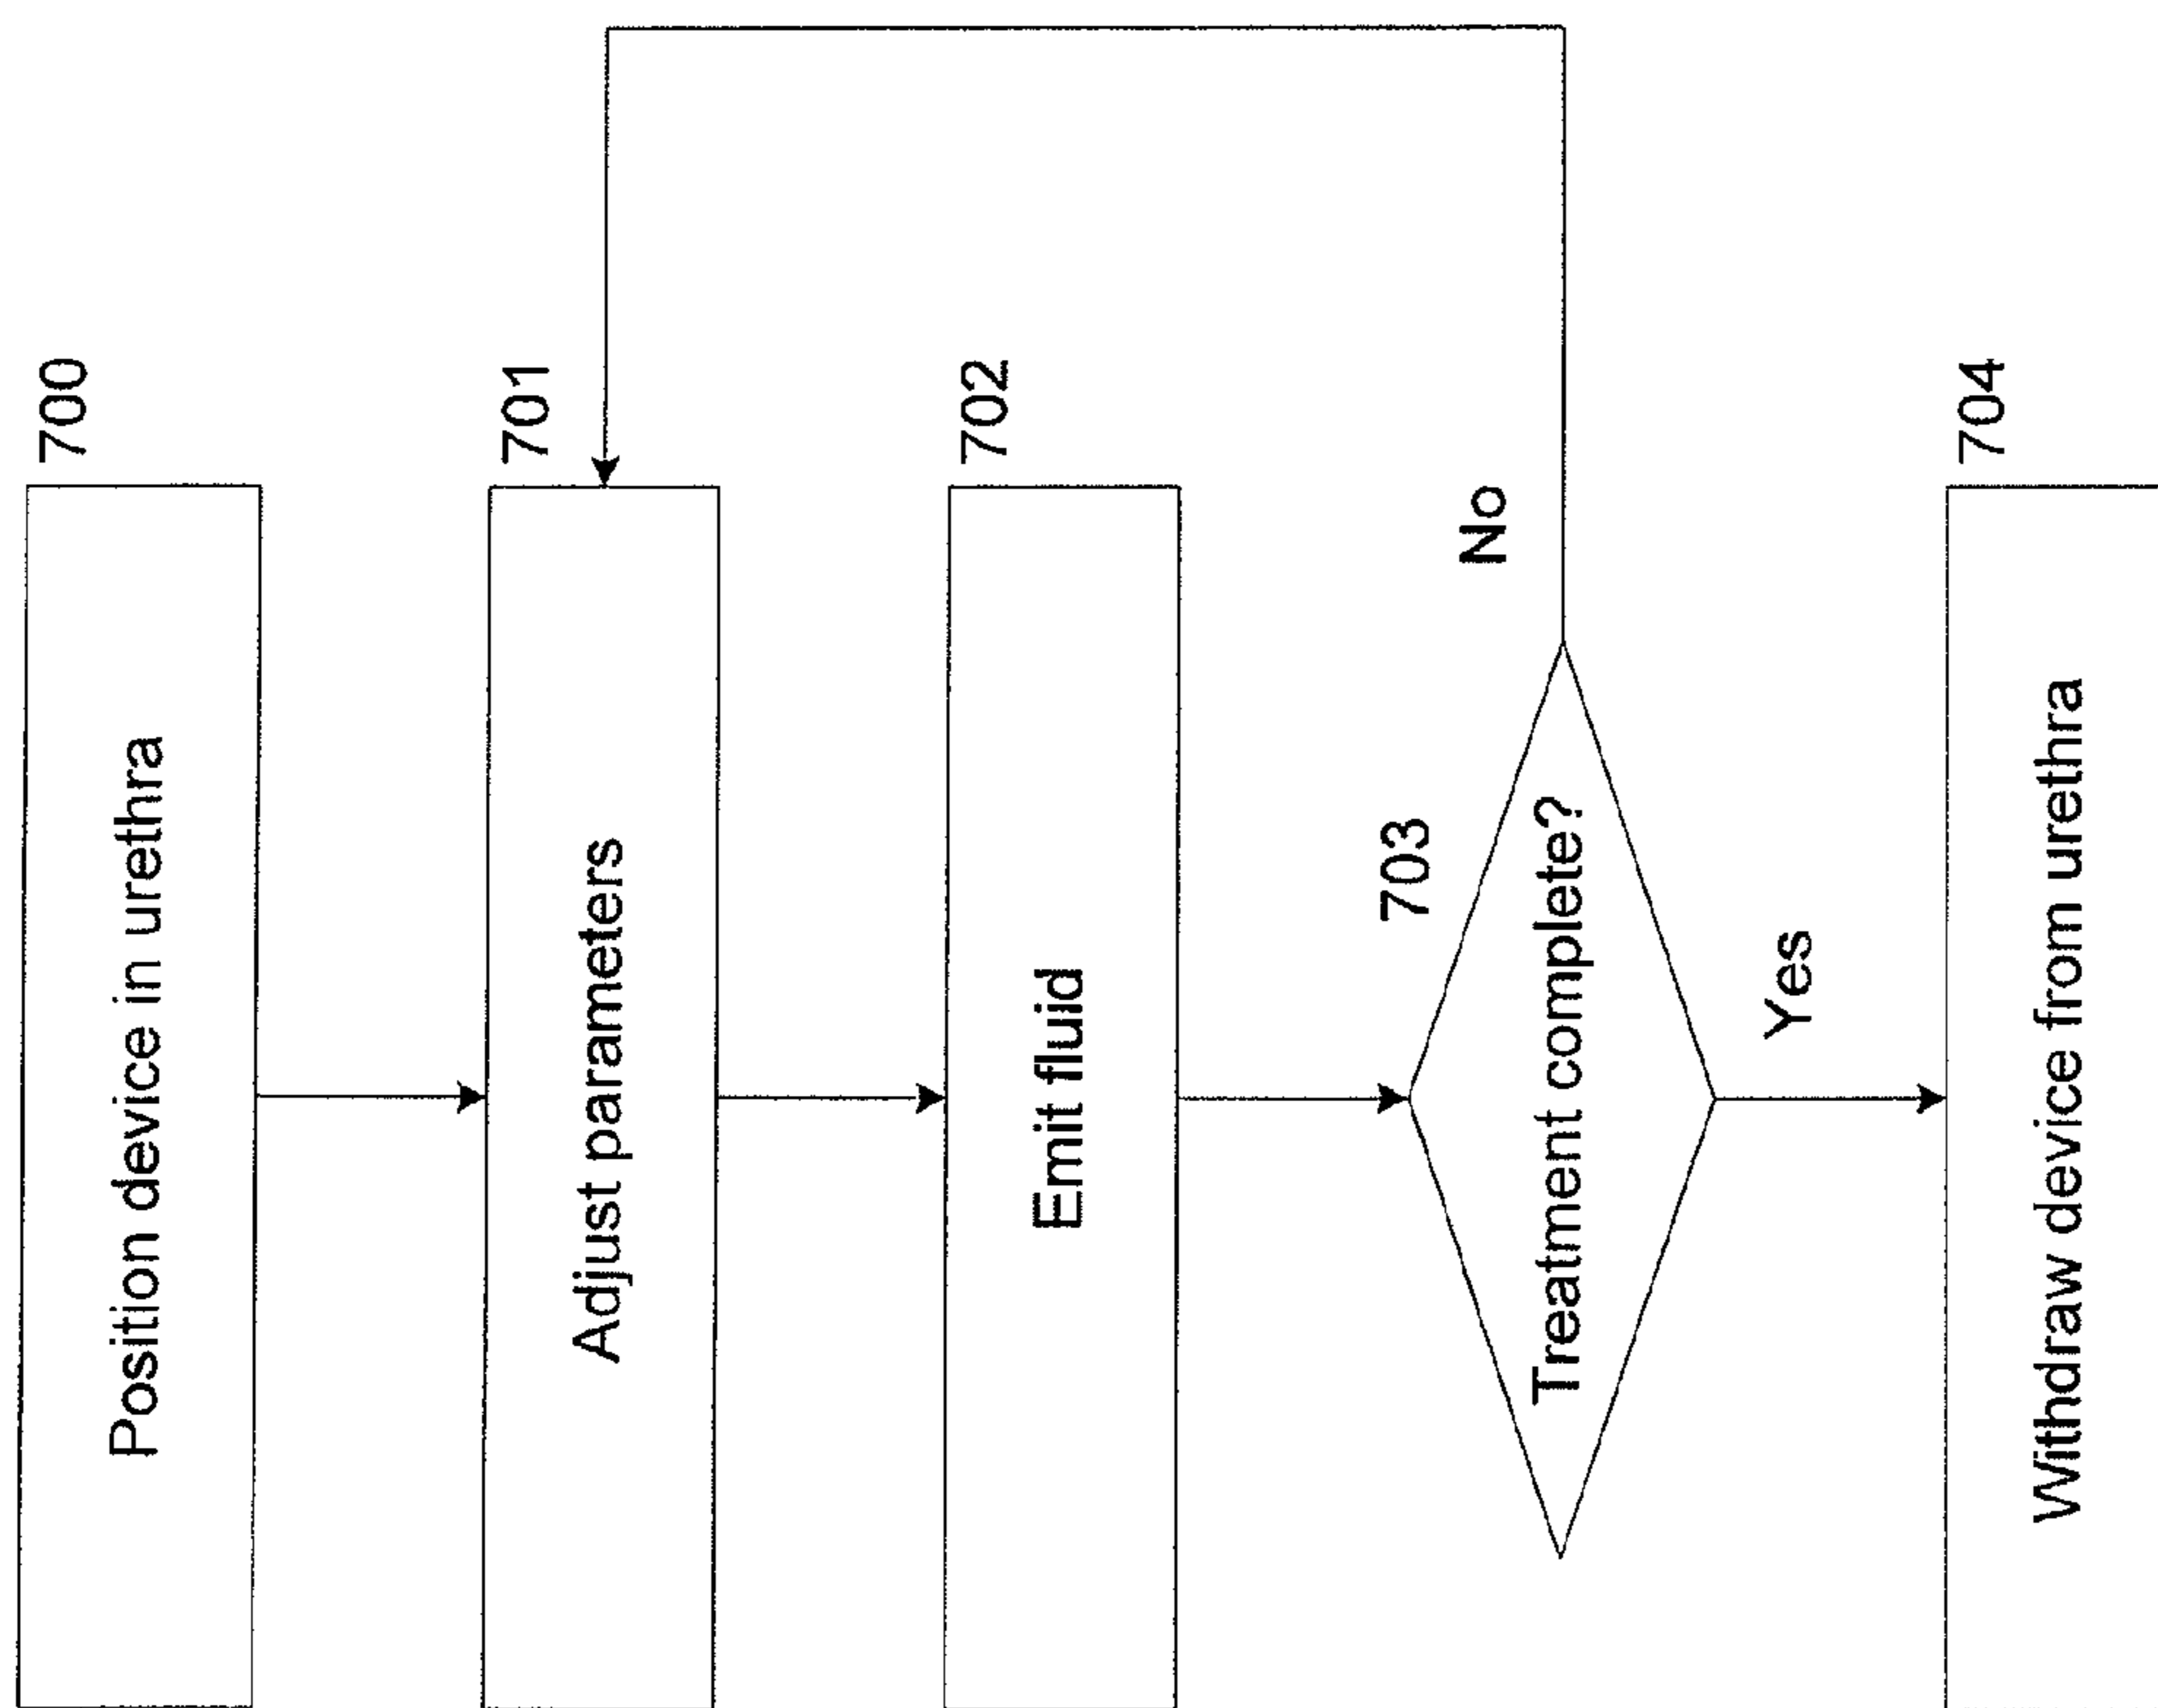 700
Position device in urethra
701
Adjust parameters
702
Emit fluid
703
Treatment complete?
No
Yes
704
Withdraw device from urethra